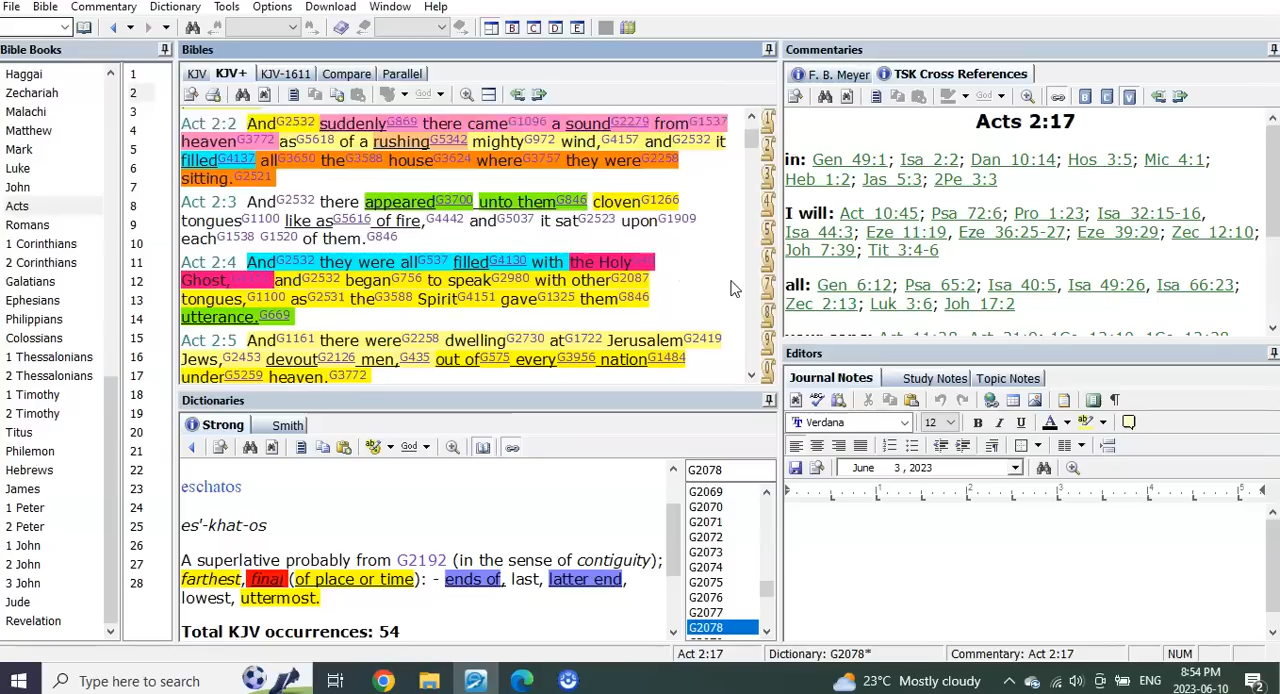 File Bible Commentary Dictionary Tools Options Download Window Help
B C D E
Bible Books
Haggai
Zechariah
Malachi
Matthew
Mark
Luke
John
Acts
Romans
1 Corinthians
2 Corinthians
Galatians
Ephesians
Philippians
Colossians
1 Thessalonians
2 Thessalonians
1 Timothy
2 Timothy
Titus
Philemon
Hebrews
James
1 Peter
2 Peter
1 John
2 John
3 John
Jude
Revelation
1
2
3
4
5
6
7
8
9
10
11
12
13
14
15
16
17
18
19
20
21
22
23
24
25
26
27
28
Bibles
KJV KJV+ KJV-1611 Compare Parallel
God
Act 2:2 AndG2532 suddenlyG869 there cameG1096 a soundG2279 fromG1537
heavenG3772 asG5618 of a rushingG5342 mightyG972 wind,G4157 andG2532 it
filledG4137 allG3650 theG3588 houseG3624 whereG3757 they wereG2258
sitting.G2521
Act 2:3 AndG2532 there appearedG3700 unto themG846 clovenG1266
tonguesG1100 like asG5616 of fire,G4442 andG5037 it satG2523 uponG1909
eachG1538 G1520 of them.G846
Act 2:4 AndG2532 they were allG537 filledG4130 with the Holy
Ghost, andG2532 beganG756 to speakG2980 with otherG2087
tongues,G1100 asG2531 theG3588 SpiritG4151 gaveG1325 themG846
utterance.G669
Act 2:5 AndG1161 there wereG2258 dwellingG2730 atG1722 JerusalemG2419
Jews,G2453 devoutG2126 men,G435 out ofG575 everyG3956 nationG1484
underG5259 heaven.G3772
Dictionaries
Strong Smith
God
eschatos
es'-khat-os
A superlative probably from G2192 (in the sense of contiguity);
farthest, final (of place or time): - ends of, last, latter end,
lowest, uttermost.
Total KJV occurrences: 54
G2078
G2069
G2070
G2071
G2072
G2073
G2074
G2075
G2076
G2077
G2078
Commentaries
F. B. Meyer TSK Cross References
God B C V
Acts 2:17
in: Gen 49:1; Isa 2:2; Dan 10:14; Hos 3:5; Mic 4:1;
Heb 1:2; Jas 5:3; 2Pe 3:3
I will: Act 10:45; Psa 72:6; Pro 1:23; Isa 32:15-16,
Isa 44:3; Eze 11:19, Eze 36:25-27, Eze 39:29; Zec 12:10;
Joh 7:39; Tit 3:4-6
all: Gen 6:12; Psa 65:2; Isa 40:5, Isa 49:26, Isa 66:23;
Zec 2:13; Luk 3:6; Joh 17:2
Editors
Journal Notes Study Notes Topic Notes
Verdana 12 B I U A
June 3 , 2023
1 2 3 4 5
Act 2:17 Dictionary: G2078* Commentary: Act 2:17 NUM
Type here to search
23°C Mostly cloudy
ENG
8:54 PM
2023-06-10
2